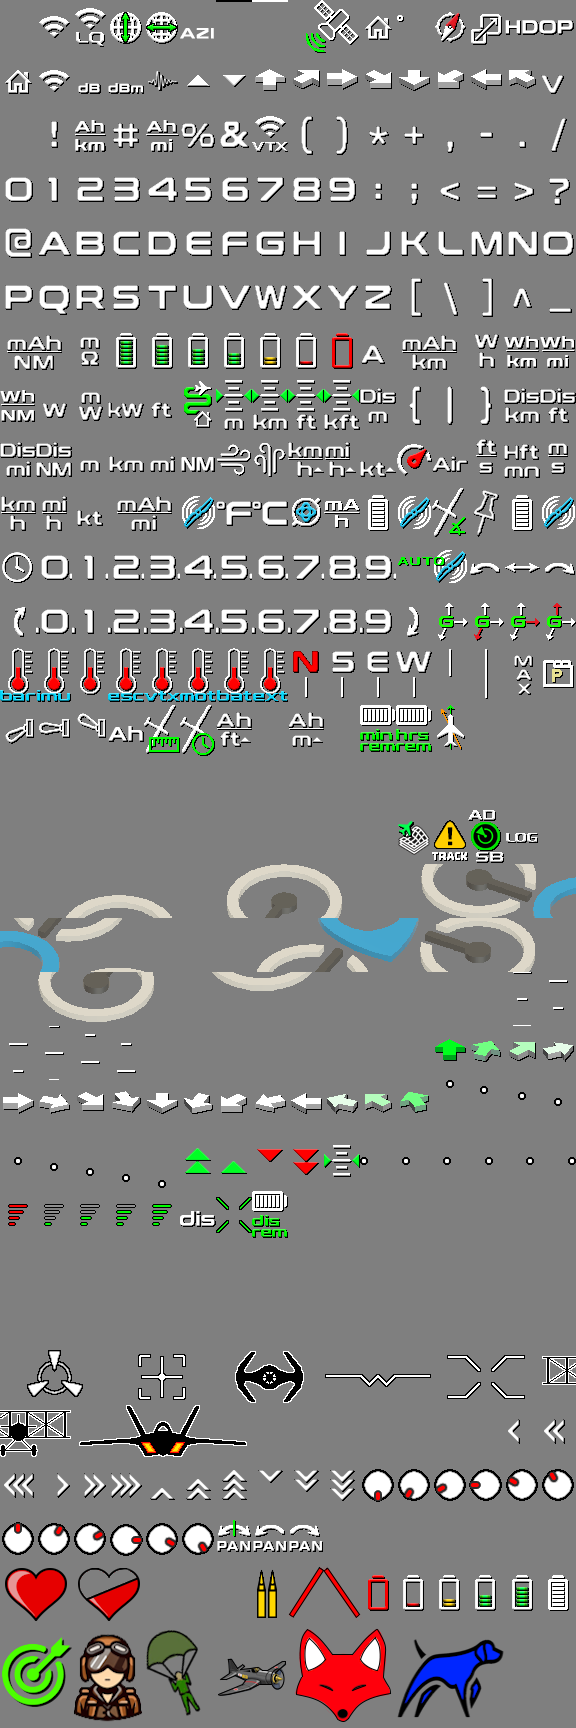 LQ AZI HDOP
dB dBm V
! Ah/km # Ah/mi % & VTX ( ) * + , - . /
0 1 2 3 4 5 6 7 8 9 : ; < = > ?
@ A B C D E F G H I J K L M N O
P Q R S T U V W X Y Z [ \ ] ^ _
mAh/NM m/Ω A mAh/km W/h Wh/km Wh/mi
Wh/NM W m/W kW ft m km ft kft Dis m { | } Dis km Dis ft
Dis mi Dis NM m km mi NM km/h mi/h kt Air ft/s Hft/mn m/s
km/h mi/h kt mAh/mi °F °C mA/h
0. 1. 2. 3. 4. 5. 6. 7. 8. 9. AUTO
.0 .1 .2 .3 .4 .5 .6 .7 .8 .9 G G G G
bar imu esc vtx mot bat ext N S E W | | | MAX P
Ah Ah/ft Ah/m min rem hrs rem
TRACK AD SB LOG
dis dis rem
PAN PAN PAN